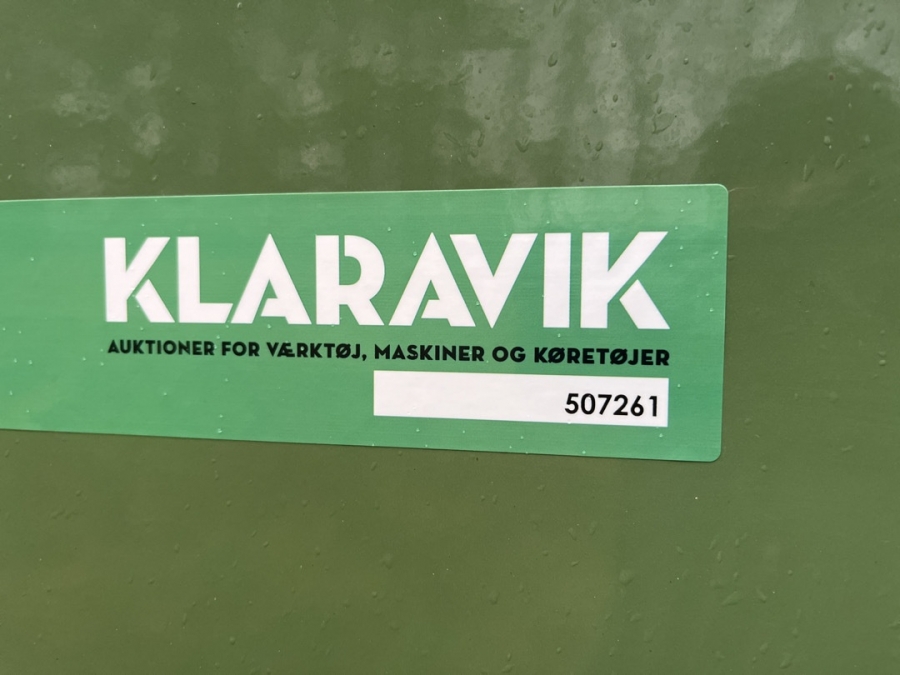 KLARAVIK
AUKTIONER FOR VÆRKTØJ, MASKINER OG KØRETØJER
507261